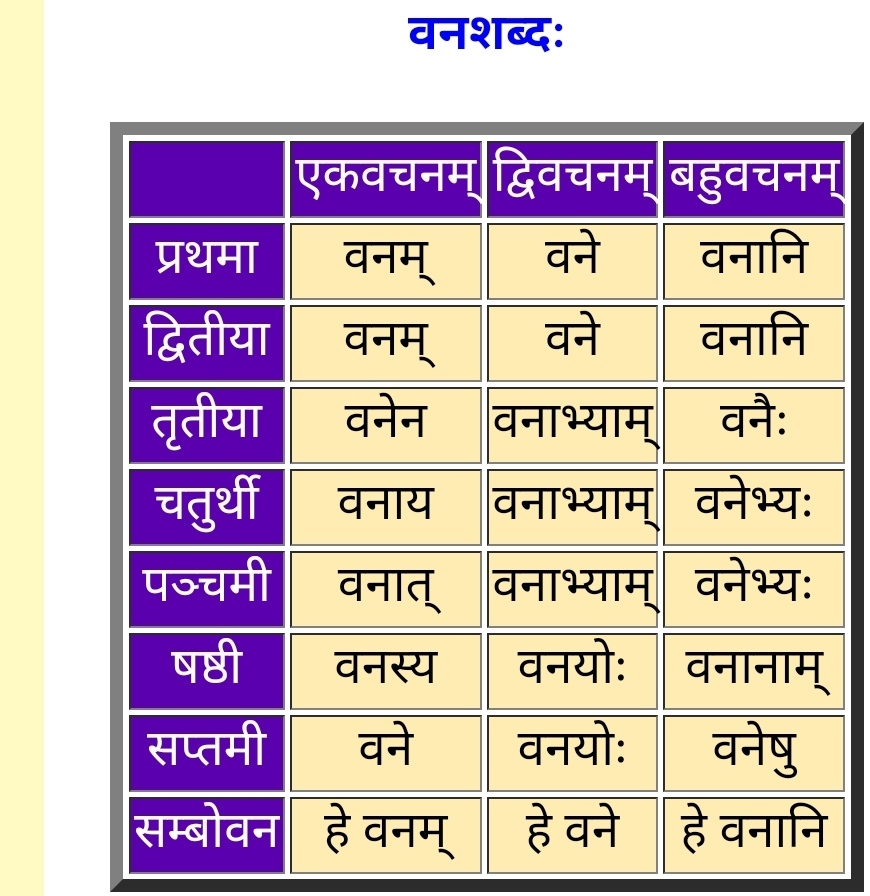 वनशब्दः
एकवचनम् द्विवचनम् बहुवचनम्
प्रथमा वनम् वने वनानि
द्वितीया वनम् वने वनानि
तृतीया वनेन वनाभ्याम् वनैः
चतुर्थी वनाय वनाभ्याम् वनेभ्यः
पञ्चमी वनात् वनाभ्याम् वनेभ्यः
षष्ठी वनस्य वनयोः वनानाम्
सप्तमी वने वनयोः वनेषु
सम्बोवन हे वनम् हे वने हे वनानि